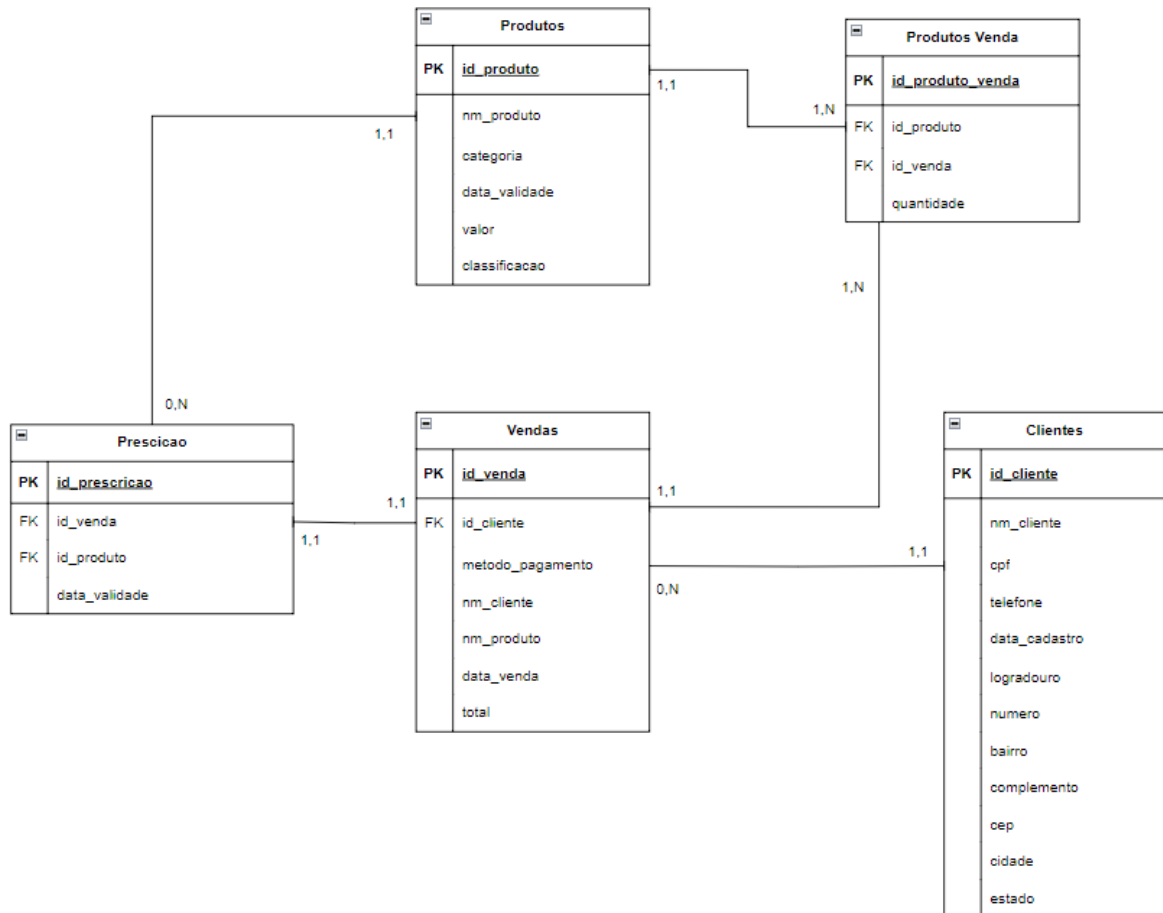 Produtos
PK id_produto
nm_produto
categoria
data_validade
valor
classificacao
1,1
1,1
Produtos Venda
PK id_produto_venda
FK id_produto
FK id_venda
quantidade
1,N
1,N
0,N
Prescicao
PK id_prescricao
FK id_venda
FK id_produto
data_validade
1,1
1,1
Vendas
PK id_venda
FK id_cliente
metodo_pagamento
nm_cliente
nm_produto
data_venda
total
1,1
0,N
1,1
Clientes
PK id_cliente
nm_cliente
cpf
telefone
data_cadastro
logradouro
numero
bairro
complemento
cep
cidade
estado